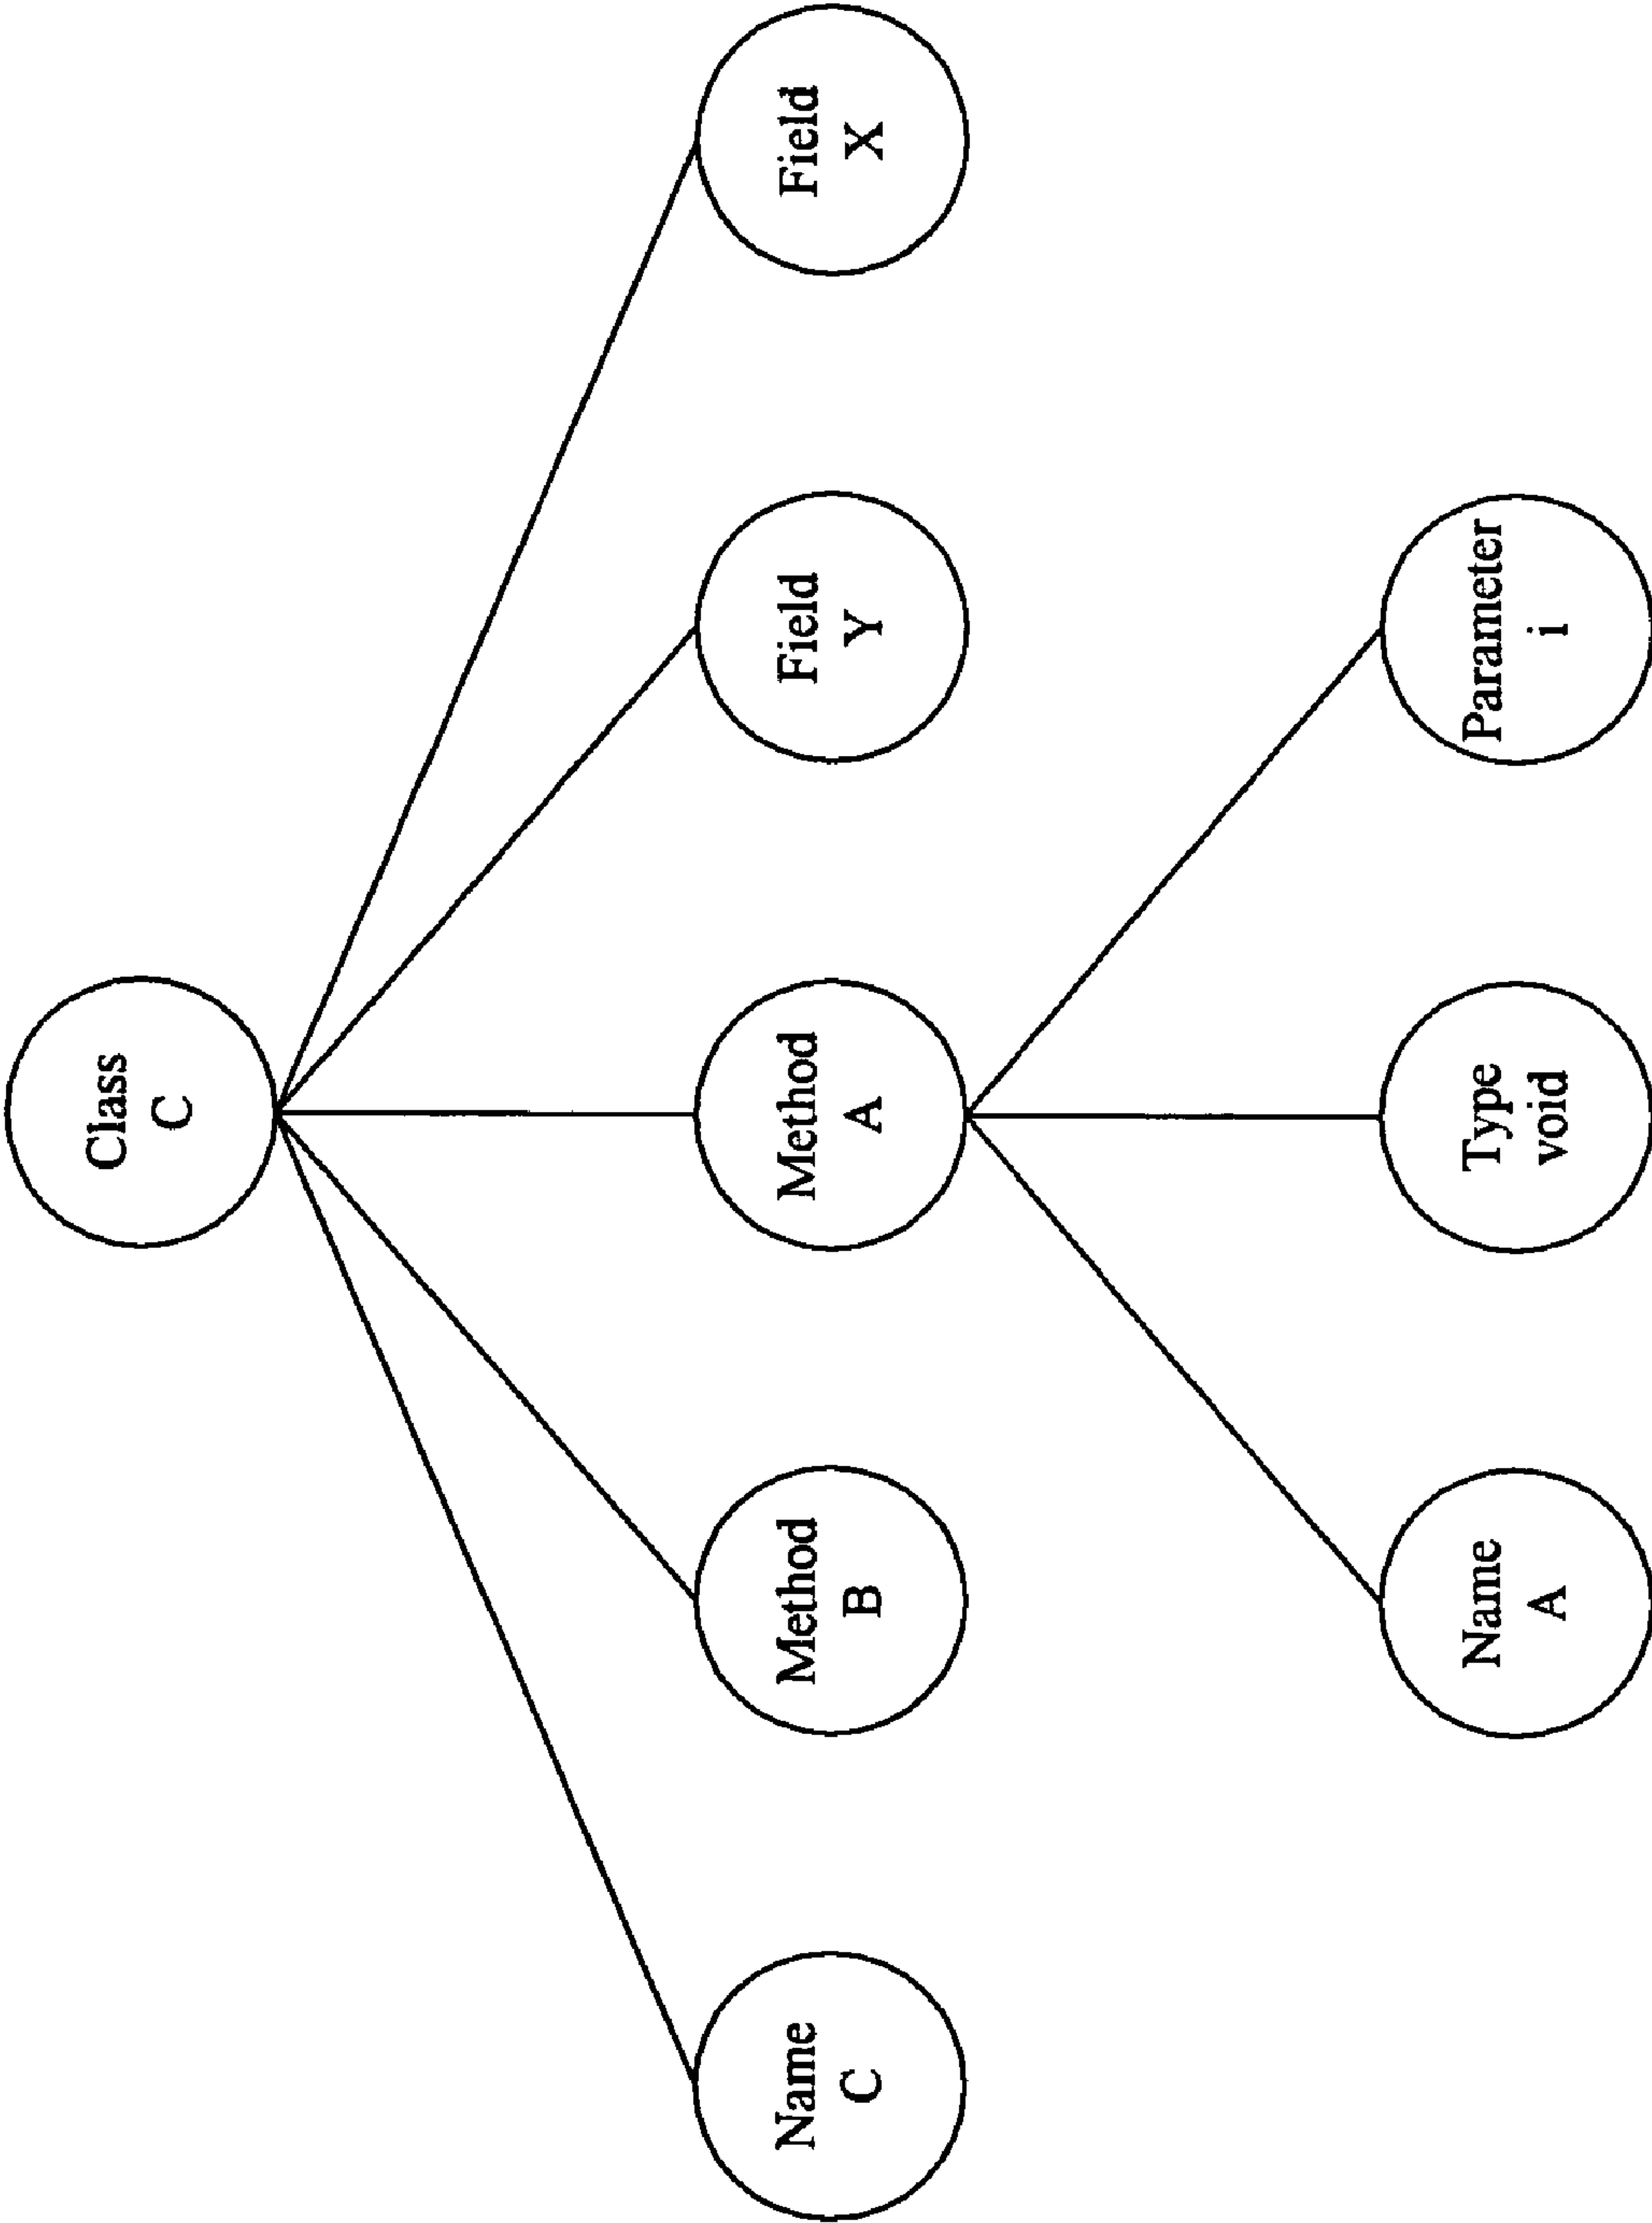 Class
C
Name
C
Method
B
Method
A
Field
Y
Field
X
Name
A
Type
void
Parameter
i